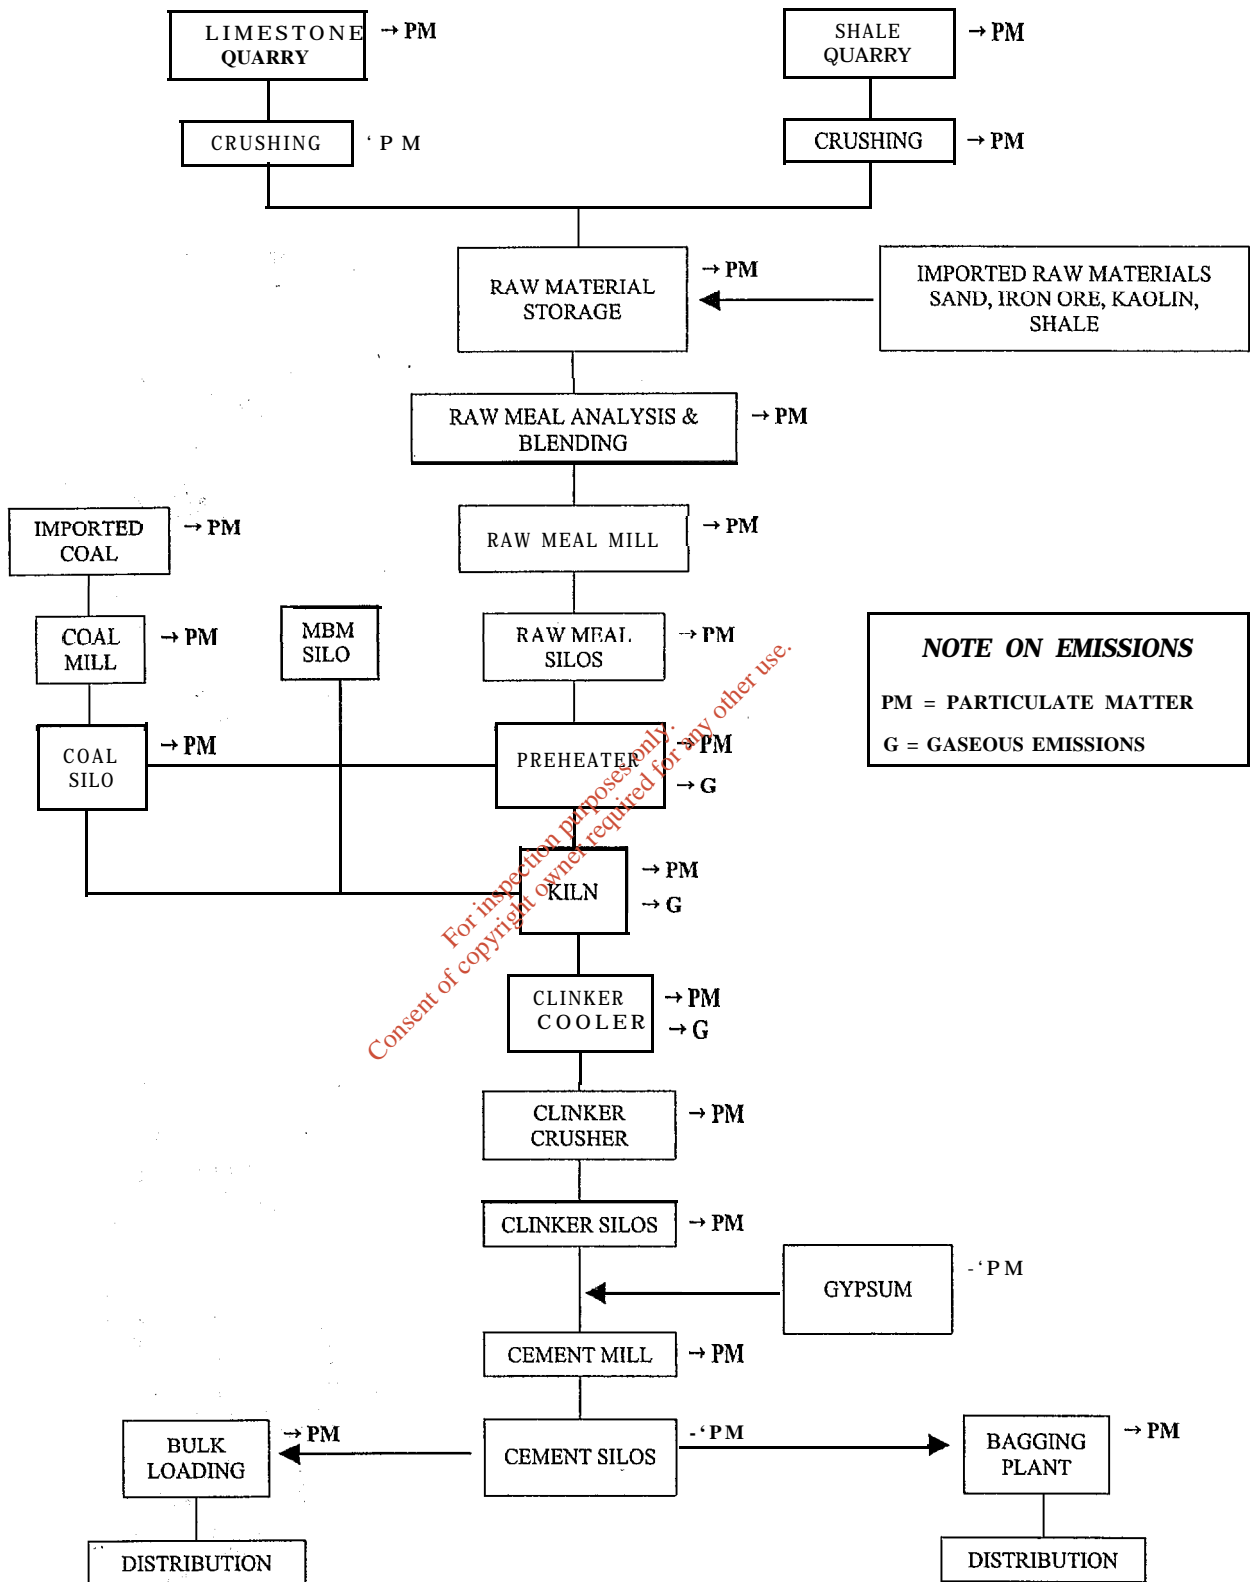 LIMESTONE
QUARRY
→ PM
SHALE
QUARRY
→ PM
CRUSHING
‘ P M
CRUSHING
→ PM
RAW MATERIAL
STORAGE
→ PM
IMPORTED RAW MATERIALS
SAND, IRON ORE, KAOLIN,
SHALE
RAW MEAL ANALYSIS &
BLENDING
→ PM
IMPORTED
COAL
→ PM
RAW MEAL MILL
→ PM
COAL
MILL
→ PM
MBM
SILO
RAW MEAL
SILOS
→ PM
NOTE ON EMISSIONS
PM = PARTICULATE MATTER
G = GASEOUS EMISSIONS
COAL
SILO
→ PM
PREHEATER
→ PM
→ G
KILN
→ PM
→ G
For inspection purposes only.
Consent of copyright owner required for any other use.
CLINKER
COOLER
→ PM
→ G
CLINKER
CRUSHER
→ PM
CLINKER SILOS
→ PM
GYPSUM
-‘PM
CEMENT MILL
→ PM
BULK
LOADING
→ PM
CEMENT SILOS
-‘PM
BAGGING
PLANT
→ PM
DISTRIBUTION
DISTRIBUTION